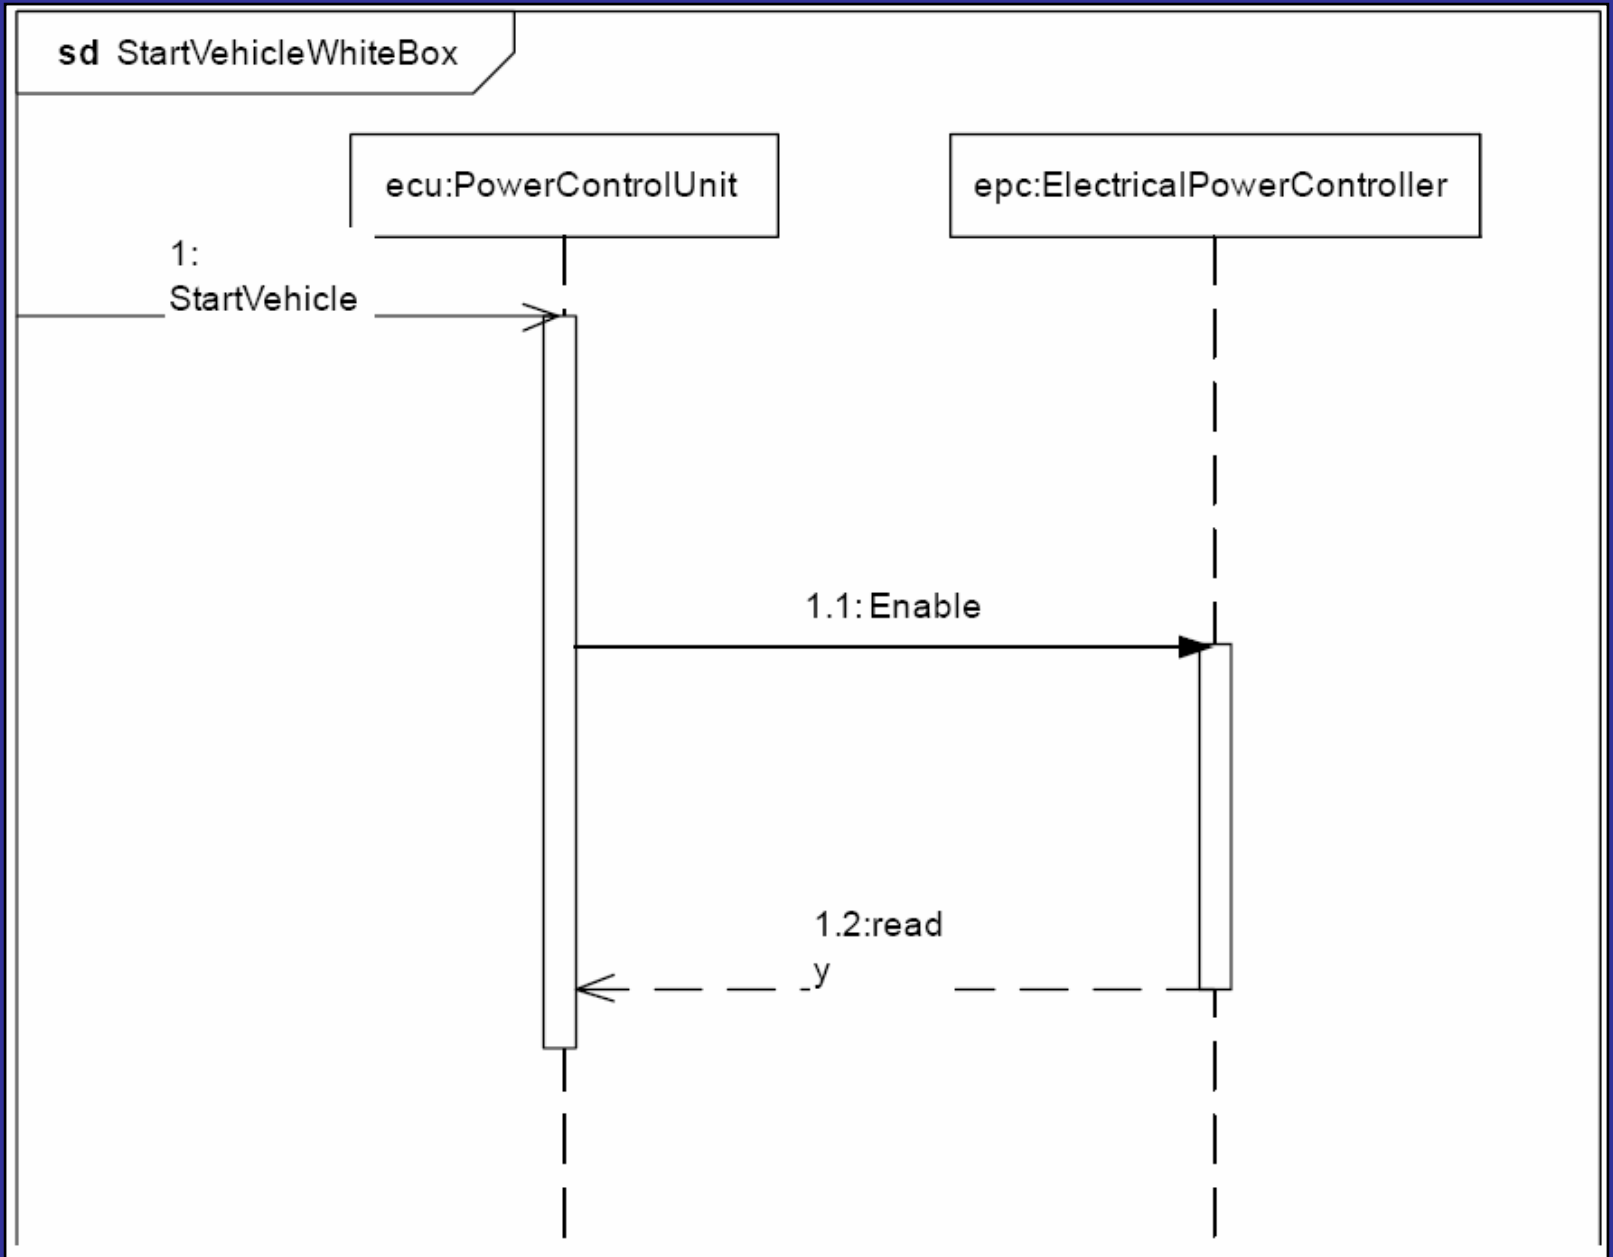 sd StartVehicleWhiteBox
ecu:PowerControlUnit
epc:ElectricalPowerController
1:
StartVehicle
1.1:Enable
1.2:read
y